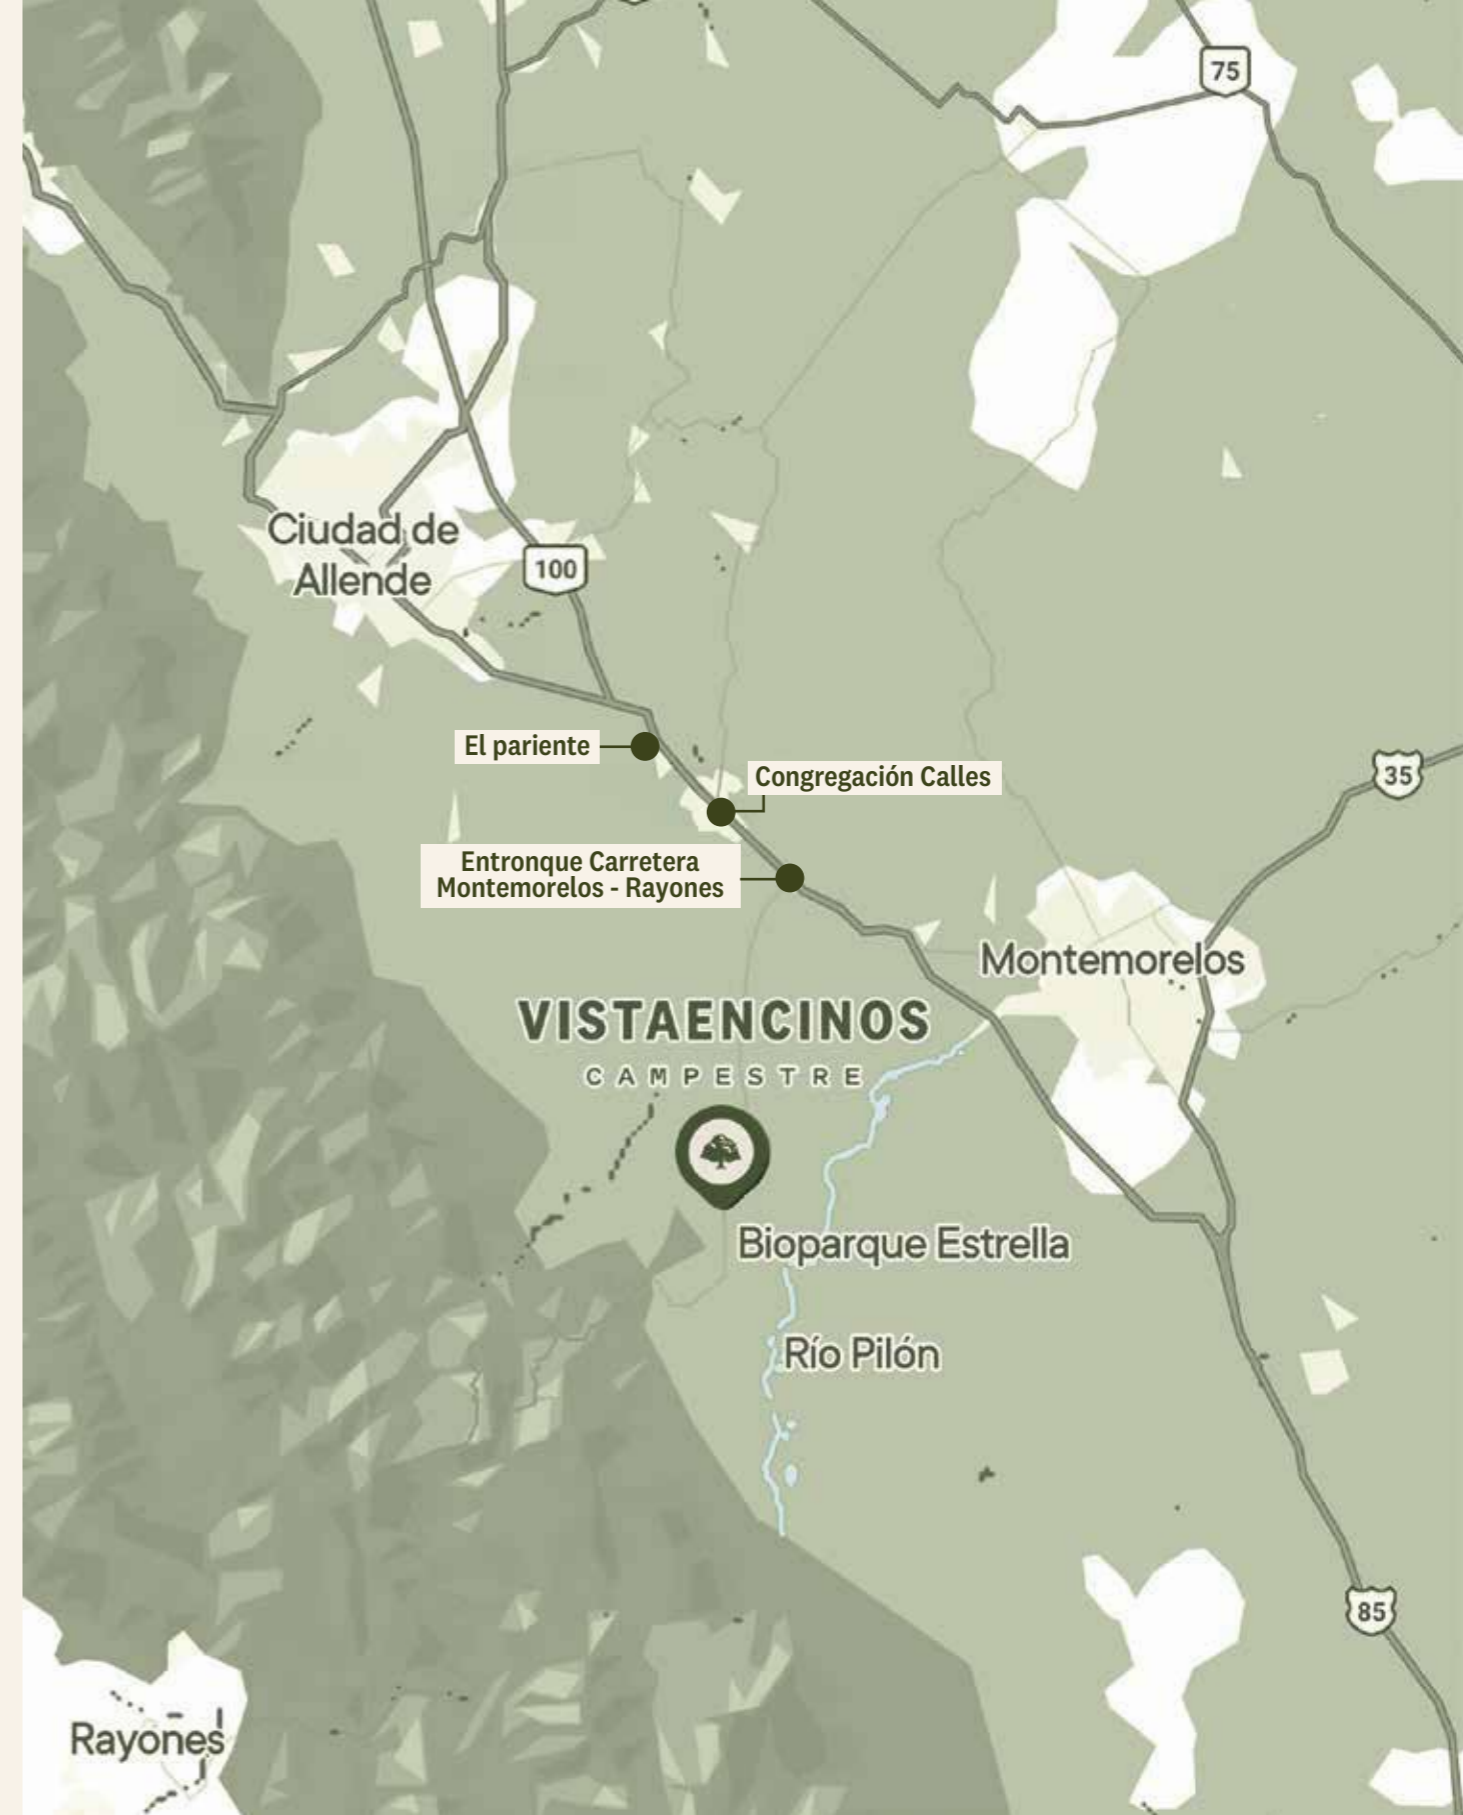 75
Ciudad de
Allende
100
El pariente
Congregación Calles
35
Entronque Carretera
Montemorelos - Rayones
Montemorelos
VISTAENCINOS
CAMPESTRE
Bioparque Estrella
Río Pilón
85
Rayones